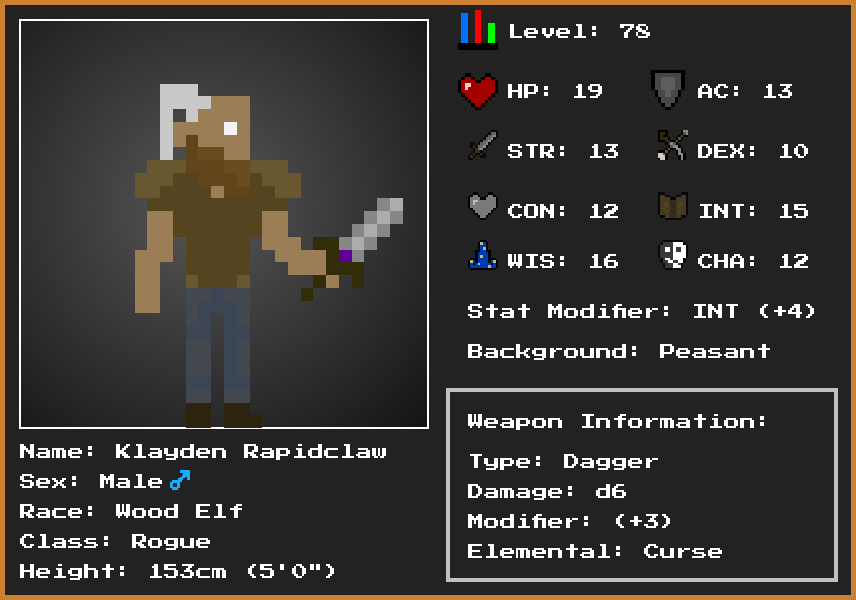 Level: 78
HP: 19
AC: 13
STR: 13
DEX: 10
CON: 12
INT: 15
WIS: 16
CHA: 12
Stat Modifier: INT (+4)
Background: Peasant
Name: Klayden Rapidclaw
Sex: Male♂
Race: Wood Elf
Class: Rogue
Height: 153cm (5'0")
Weapon Information:
Type: Dagger
Damage: d6
Modifier: (+3)
Elemental: Curse